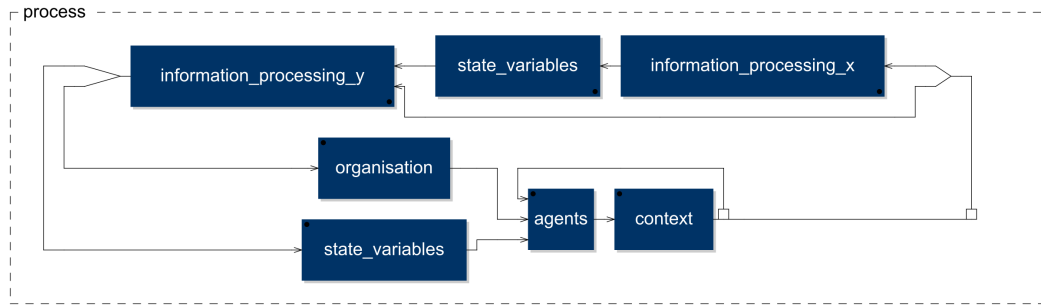 process
information_processing_y
state_variables
information_processing_x
organisation
agents
context
state_variables